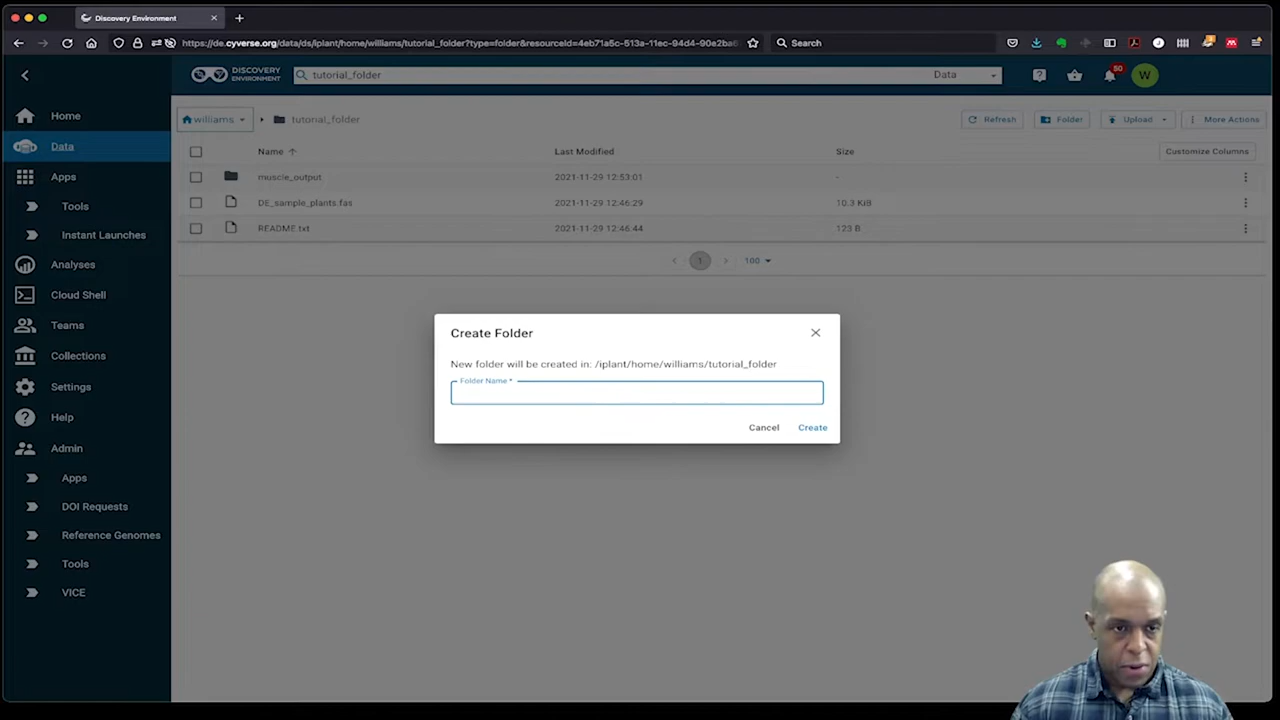 Discovery Environment
https://de.cyverse.org/data/ds/iplant/home/williams/tutorial_folder?type=folder&resourceId=4eb71a5c-513a-11ec-94d4-90e2ba6
Search
DISCOVERY
ENVIRONMENT
tutorial_folder
Data
50
W
Home
Data
Apps
Tools
Instant Launches
Analyses
Cloud Shell
Teams
Collections
Settings
Help
Admin
Apps
DOI Requests
Reference Genomes
Tools
VICE
williams
tutorial_folder
Refresh
Folder
Upload
More Actions
Name Last Modified Size Customize Columns
muscle_output 2021-11-29 12:53:01 -
DE_sample_plants.fas 2021-11-29 12:46:29 10.3 KiB
README.txt 2021-11-29 12:46:44 123 B
1 100
Create Folder
New folder will be created in: /iplant/home/williams/tutorial_folder
Folder Name *
Cancel Create